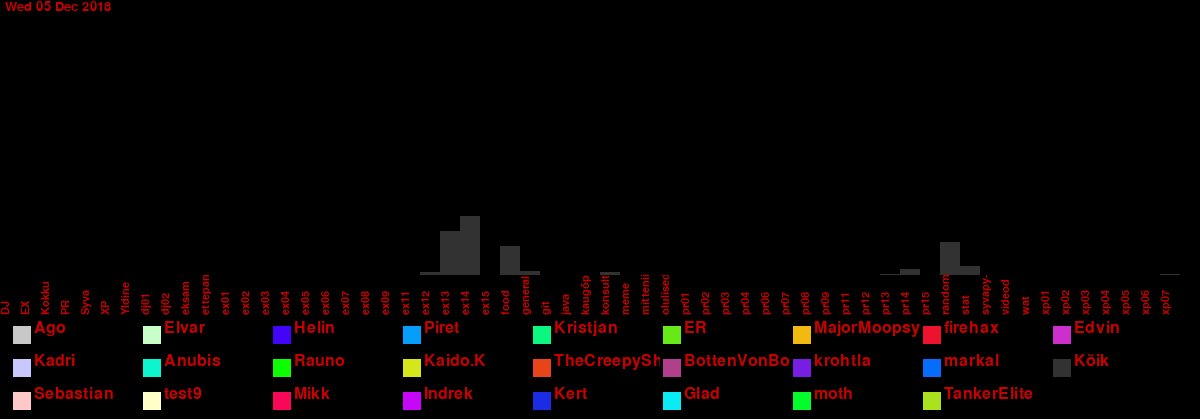 Wed 05 Dec 2018
DJ
EX
Kokku
PR
Syva
XP
Yldine
dj01
dj02
eksam
ettepan
ex01
ex02
ex03
ex04
ex05
ex06
ex07
ex08
ex09
ex11
ex12
ex13
ex14
ex15
food
general
git
java
kaugõp
konsult
meme
mittenii
olulised
pr01
pr02
pr03
pr04
pr06
pr07
pr08
pr09
pr11
pr12
pr13
pr14
pr15
random
stat
syvapy-
videod
wat
xp01
xp02
xp03
xp04
xp05
xp06
xp07
Ago Elvar Helin Piret Kristjan ER MajorMoopsy firehax Edvin
Kadri Anubis Rauno Kaido.K TheCreepySh BottenVonBo krohtla markal Kõik
Sebastian test9 Mikk Indrek Kert Glad moth TankerElite